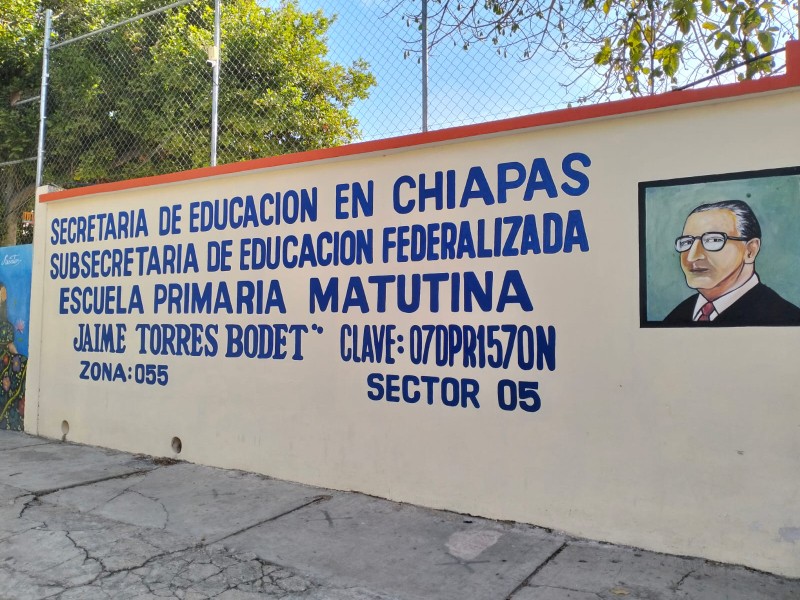 SECRETARIA DE EDUCACION EN CHIAPAS
SUBSECRETARIA DE EDUCACION FEDERALIZADA
ESCUELA PRIMARIA MATUTINA
JAIME TORRES BODET" CLAVE: 07DPR1570N
ZONA: 055
SECTOR 05